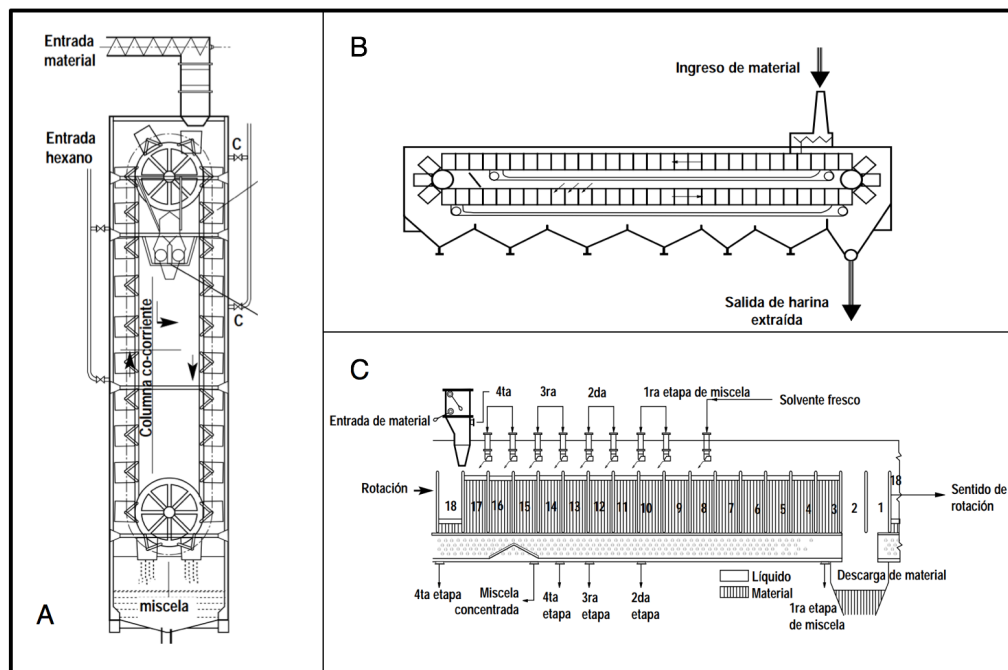 Entrada
material
Entrada
hexano
C
C
Columna co-corriente
miscela
A
B
Ingreso de material
Salida de harina
extraída
C
4ta
3ra
2da
1ra etapa de miscela
Solvente fresco
Entrada de material
Rotación
18
17
16
15
14
13
12
11
10
9
8
7
6
5
4
3
2
1
18
Sentido de
rotación
Líquido
Material
Descarga de material
4ta etapa
Miscela
concentrada
4ta
etapa
3ra
etapa
2da
etapa
1ra etapa
de miscela